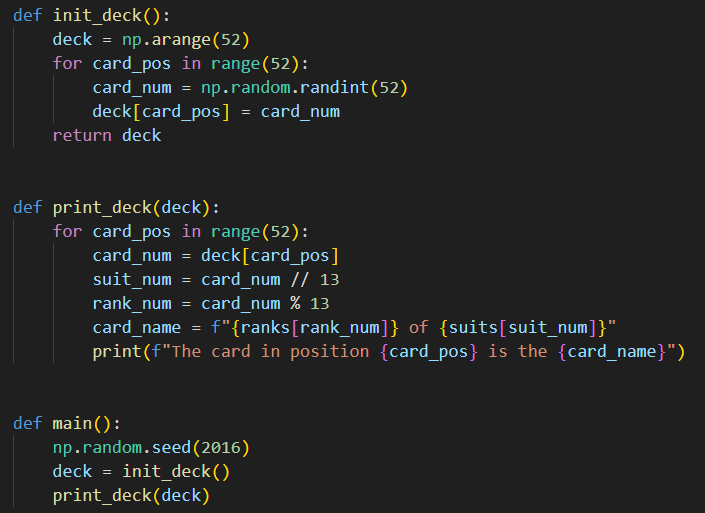 def init_deck():
    deck = np.arange(52)
    for card_pos in range(52):
        card_num = np.random.randint(52)
        deck[card_pos] = card_num
    return deck
def print_deck(deck):
    for card_pos in range(52):
        card_num = deck[card_pos]
        suit_num = card_num // 13
        rank_num = card_num % 13
        card_name = f"{ranks[rank_num]} of {suits[suit_num]}"
        print(f"The card in position {card_pos} is the {card_name}")
def main():
    np.random.seed(2016)
    deck = init_deck()
    print_deck(deck)